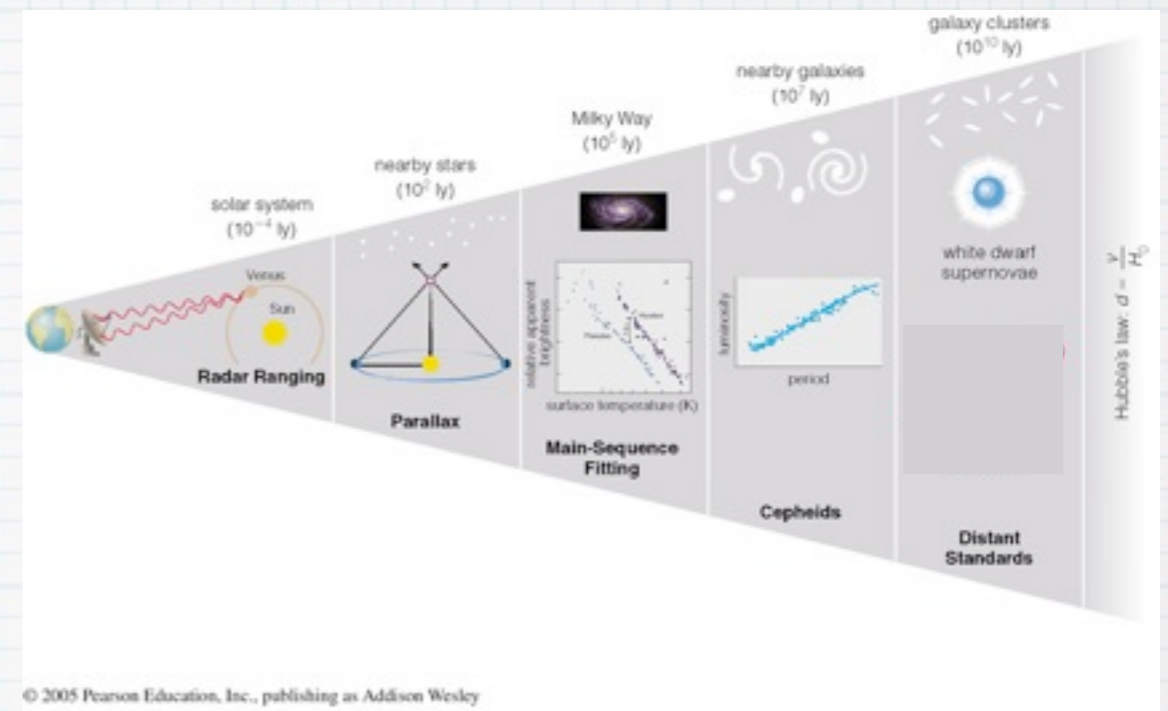 solar system
(10⁻⁴ ly)
Venus
Sun
Radar Ranging
nearby stars
(10² ly)
Parallax
Milky Way
(10⁵ ly)
relative apparent
brightness
Hyades
Pleiades
surface temperature (K)
Main-Sequence
Fitting
nearby galaxies
(10⁷ ly)
luminosity
period
Cepheids
galaxy clusters
(10¹⁰ ly)
white dwarf
supernovae
Distant
Standards
Hubble's law: d = v/H₀
© 2005 Pearson Education, Inc., publishing as Addison Wesley